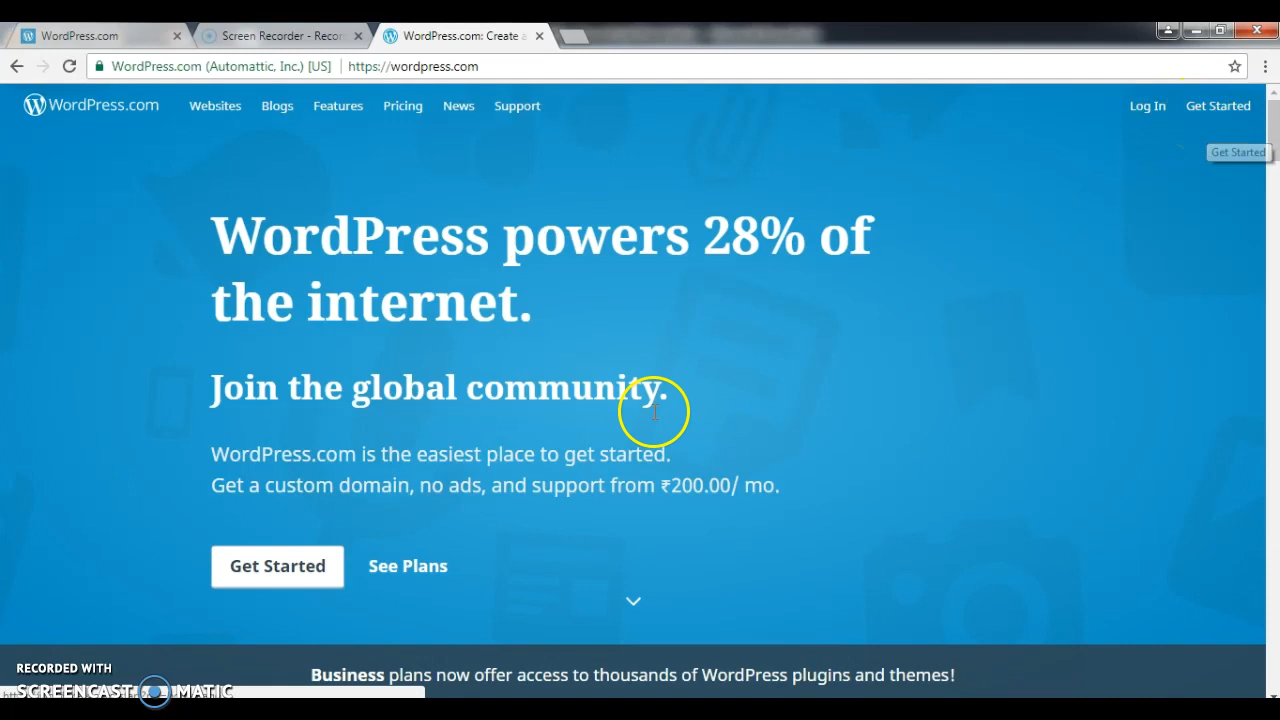 WordPress.com
Screen Recorder - Recor
WordPress.com: Create a
WordPress.com (Automattic, Inc.) [US]
https://wordpress.com
WordPress.com
Websites
Blogs
Features
Pricing
News
Support
Log In
Get Started
Get Started
WordPress powers 28% of
the internet.
Join the global community.
WordPress.com is the easiest place to get started.
Get a custom domain, no ads, and support from ₹200.00/ mo.
Get Started
See Plans
Business plans now offer access to thousands of WordPress plugins and themes!
RECORDED WITH
SCREENCAST MATIC